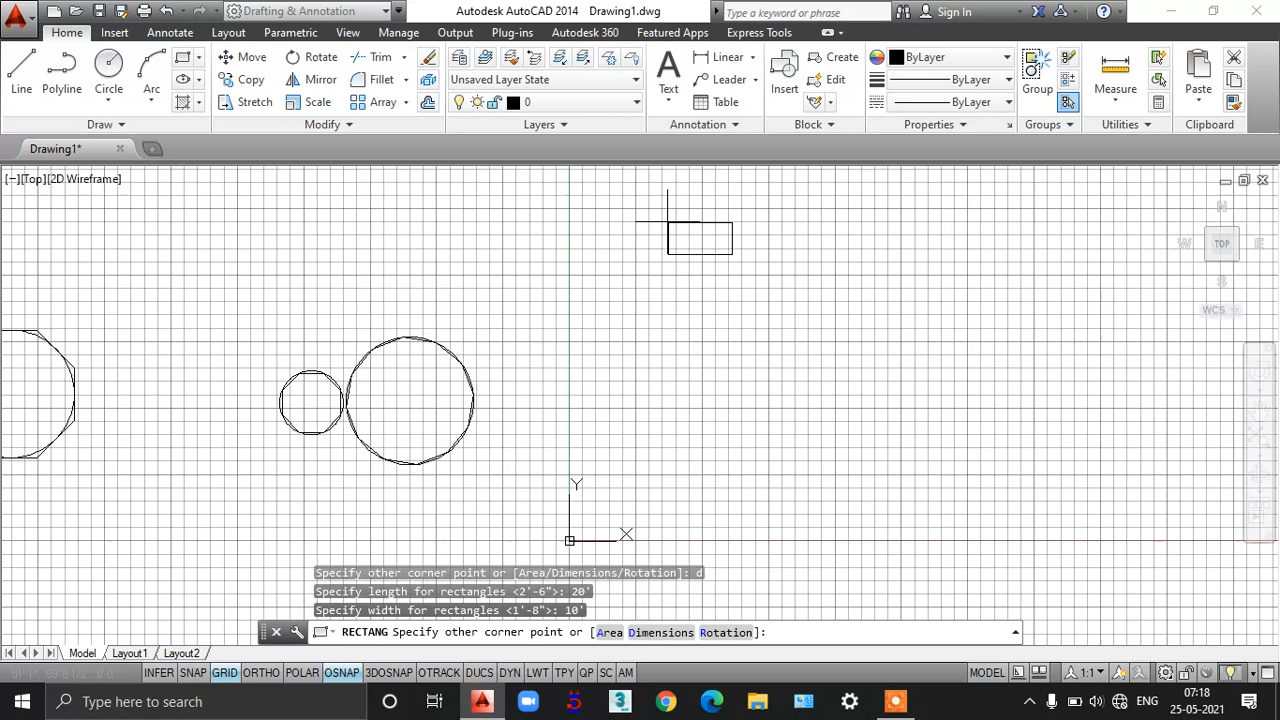 Drafting & Annotation
Autodesk AutoCAD 2014 Drawing1.dwg
Type a keyword or phrase
Sign In
Home Insert Annotate Layout Parametric View Manage Output Plug-ins Autodesk 360 Featured Apps Express Tools
Line Polyline Circle Arc
Move Rotate Trim
Copy Mirror Fillet
Stretch Scale Array
Unsaved Layer State
0
Text
Linear
Leader
Table
Insert
Create
Edit
ByLayer
ByLayer
ByLayer
Group
Measure
Paste
Draw Modify Layers Annotation Block Properties Groups Utilities Clipboard
Drawing1*
[−][Top][2D Wireframe]
N
W TOP E
S
WCS
Y
X
Specify other corner point or [Area/Dimensions/Rotation]: d
Specify length for rectangles <2'-6">: 20'
Specify width for rectangles <1'-8">: 10'
RECTANG Specify other corner point or [Area Dimensions Rotation]:
Model Layout1 Layout2
INFER SNAP GRID ORTHO POLAR OSNAP 3DOSNAP OTRACK DUCS DYN LWT TPY QP SC AM
MODEL
1:1
Type here to search
ENG
07:18
25-05-2021